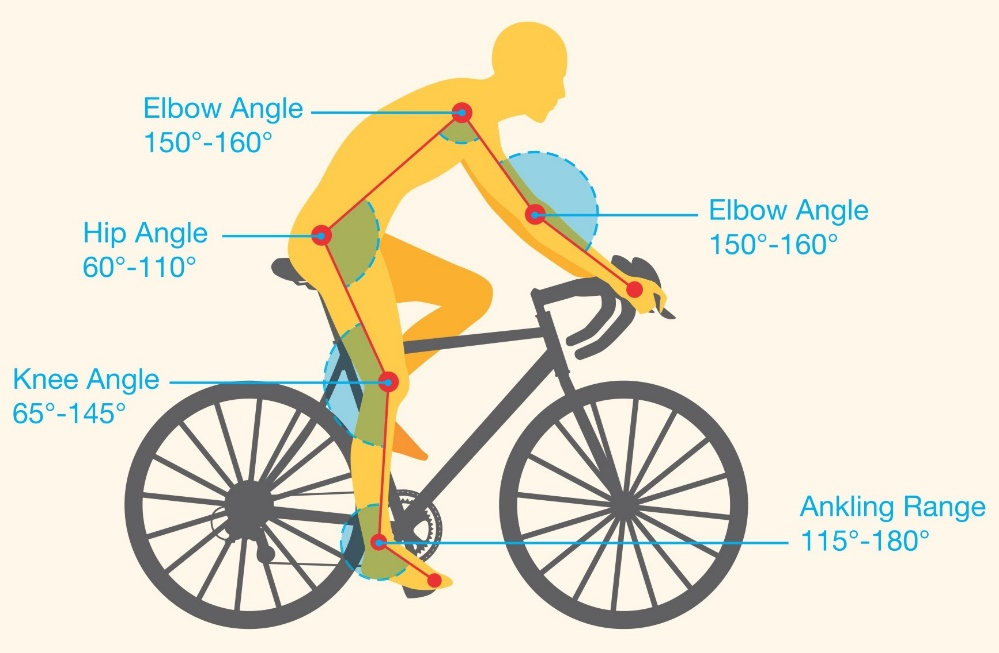 Elbow Angle
150°-160°
Elbow Angle
150°-160°
Hip Angle
60°-110°
Knee Angle
65°-145°
Ankling Range
115°-180°